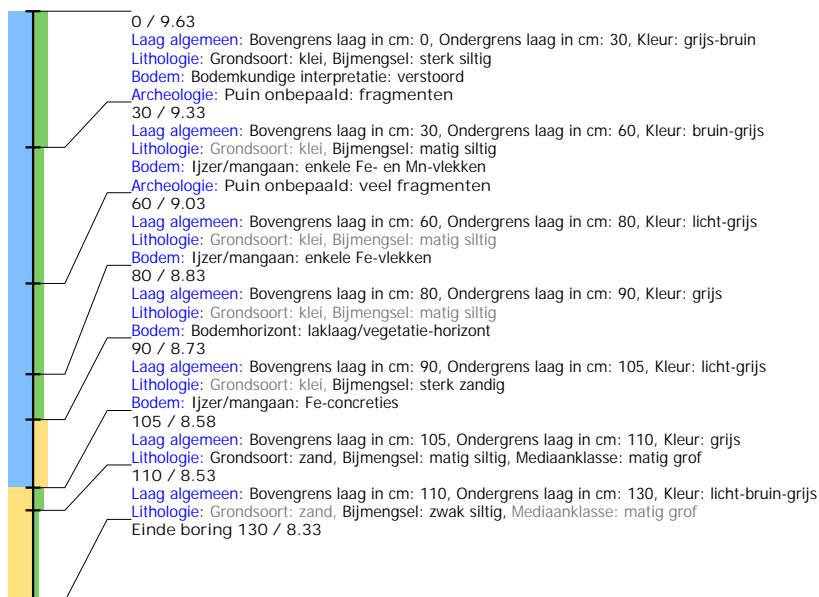 0 / 9.63
Laag algemeen: Bovengrens laag in cm: 0, Ondergrens laag in cm: 30, Kleur: grijs-bruin
Lithologie: Grondsoort: klei, Bijmengsel: sterk siltig
Bodem: Bodemkundige interpretatie: verstoord
Archeologie: Puin onbepaald: fragmenten
30 / 9.33
Laag algemeen: Bovengrens laag in cm: 30, Ondergrens laag in cm: 60, Kleur: bruin-grijs
Lithologie: Grondsoort: klei, Bijmengsel: matig siltig
Bodem: Ijzer/mangaan: enkele Fe- en Mn-vlekken
Archeologie: Puin onbepaald: veel fragmenten
60 / 9.03
Laag algemeen: Bovengrens laag in cm: 60, Ondergrens laag in cm: 80, Kleur: licht-grijs
Lithologie: Grondsoort: klei, Bijmengsel: matig siltig
Bodem: Ijzer/mangaan: enkele Fe-vlekken
80 / 8.83
Laag algemeen: Bovengrens laag in cm: 80, Ondergrens laag in cm: 90, Kleur: grijs
Lithologie: Grondsoort: klei, Bijmengsel: matig siltig
Bodem: Bodemhorizont: laklaag/vegetatie-horizont
90 / 8.73
Laag algemeen: Bovengrens laag in cm: 90, Ondergrens laag in cm: 105, Kleur: licht-grijs
Lithologie: Grondsoort: klei, Bijmengsel: sterk zandig
Bodem: Ijzer/mangaan: Fe-concreties
105 / 8.58
Laag algemeen: Bovengrens laag in cm: 105, Ondergrens laag in cm: 110, Kleur: grijs
Lithologie: Grondsoort: zand, Bijmengsel: matig siltig, Mediaanklasse: matig grof
110 / 8.53
Laag algemeen: Bovengrens laag in cm: 110, Ondergrens laag in cm: 130, Kleur: licht-bruin-grijs
Lithologie: Grondsoort: zand, Bijmengsel: zwak siltig, Mediaanklasse: matig grof
Einde boring 130 / 8.33